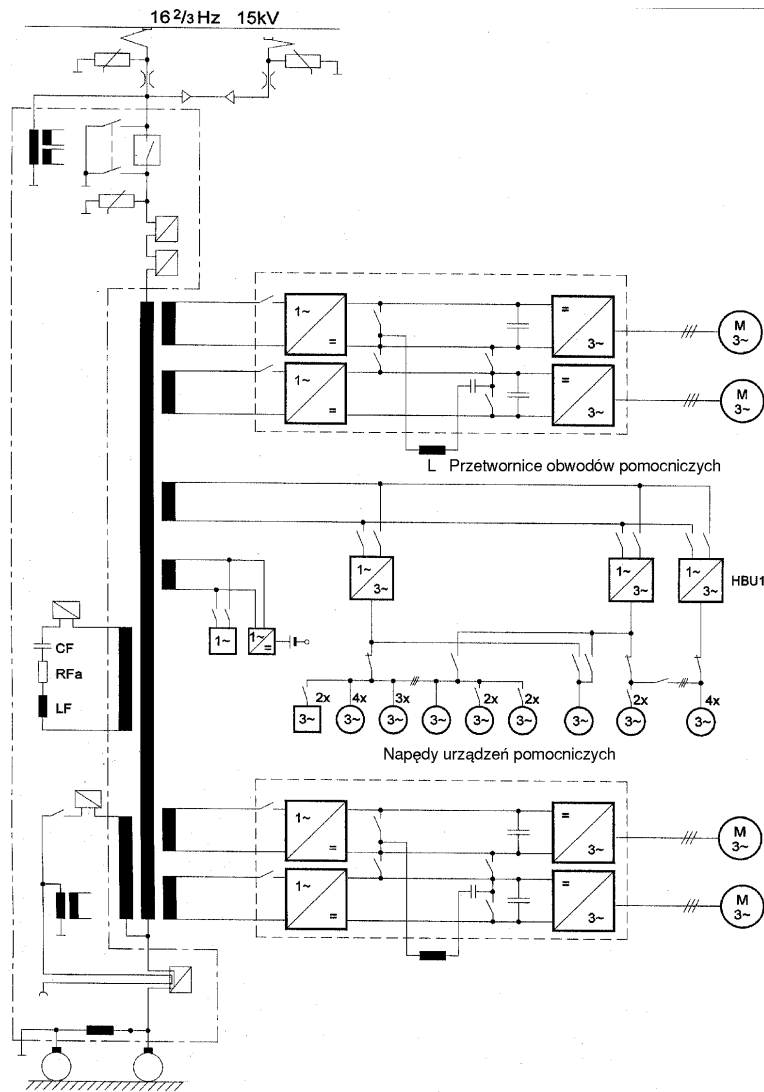 16 2/3 Hz 15kV
1~ = = 3~ M 3~
1~ = = 3~ M 3~
L Przetwornice obwodów pomocniczych
1~ 3~ 1~ 3~ 1~ 3~ HBU1
1~ 1~ =
CF
RFa
LF
2x 4x 3x 2x 2x 2x 4x
3~ 3~ 3~ 3~ 3~ 3~ 3~ 3~ 3~
Napędy urządzeń pomocniczych
1~ = = 3~ M 3~
1~ = = 3~ M 3~